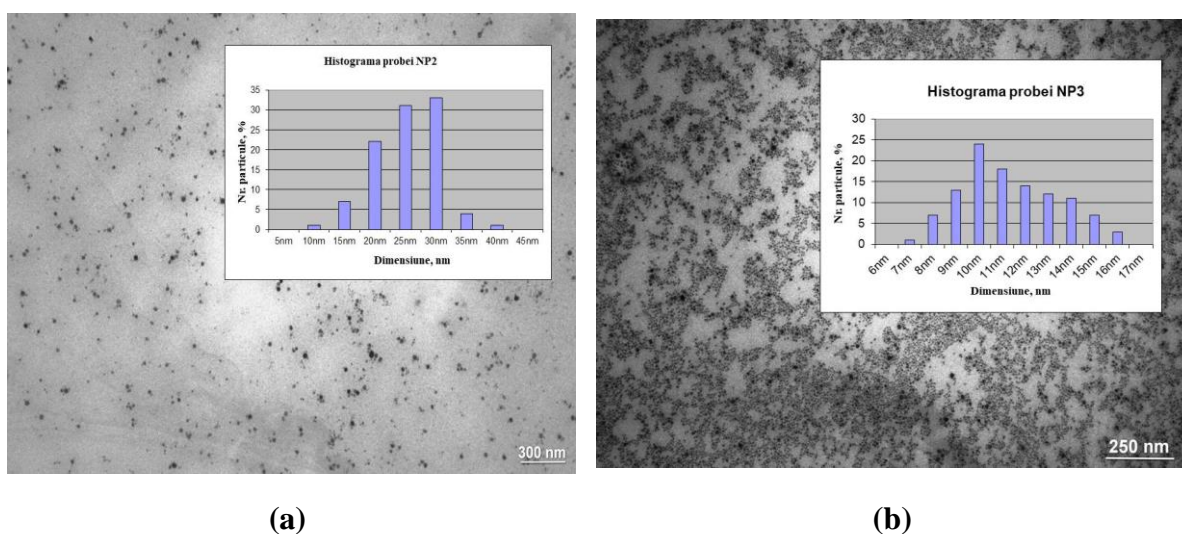 Histograma probei NP2
Nr. particule, %
35
30
25
20
15
10
5
0
5nm 10nm 15nm 20nm 25nm 30nm 35nm 40nm 45nm
Dimensiune, nm
300 nm
(a)
Histograma probei NP3
Nr. particule, %
30
25
20
15
10
5
0
6nm 7nm 8nm 9nm 10nm 11nm 12nm 13nm 14nm 15nm 16nm 17nm
Dimensiune, nm
250 nm
(b)